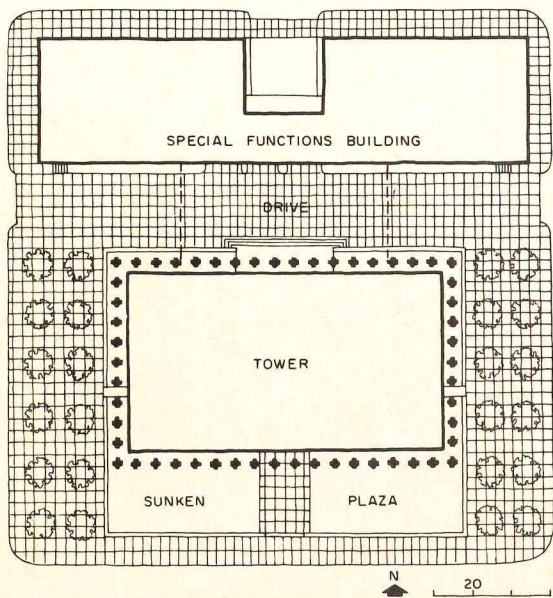 SPECIAL FUNCTIONS BUILDING
DRIVE
TOWER
SUNKEN
PLAZA
N
20